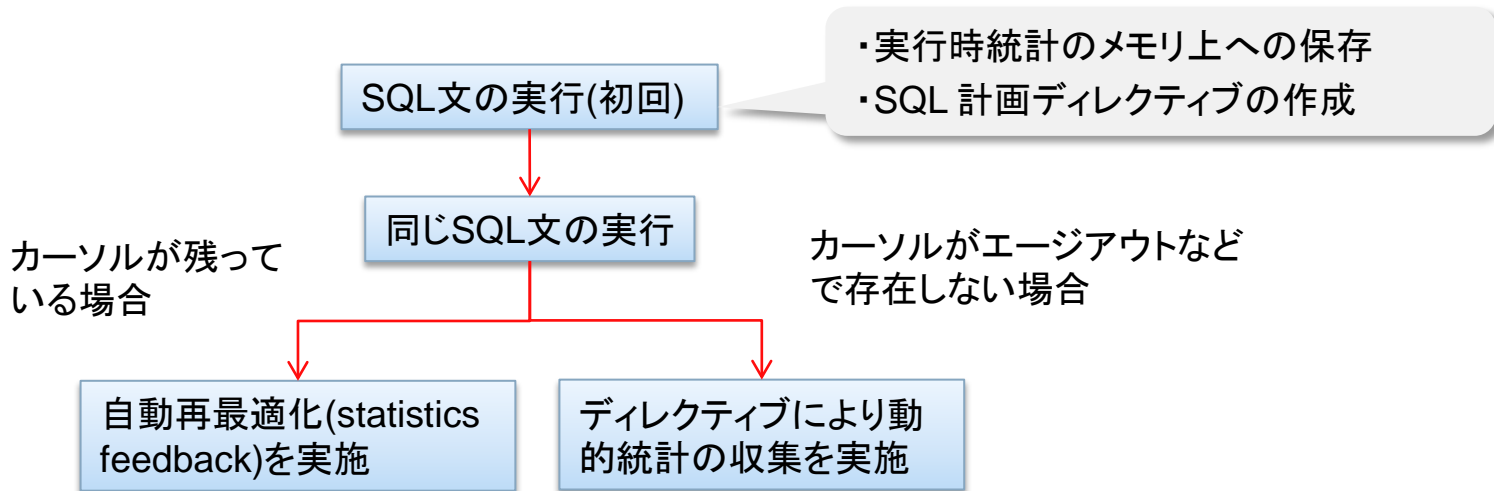 ・実行時統計のメモリ上への保存
・SQL 計画ディレクティブの作成
SQL文の実行(初回)
同じSQL文の実行
カーソルが残って
いる場合
カーソルがエージアウトなど
で存在しない場合
自動再最適化(statistics
feedback)を実施
ディレクティブにより動
的統計の収集を実施